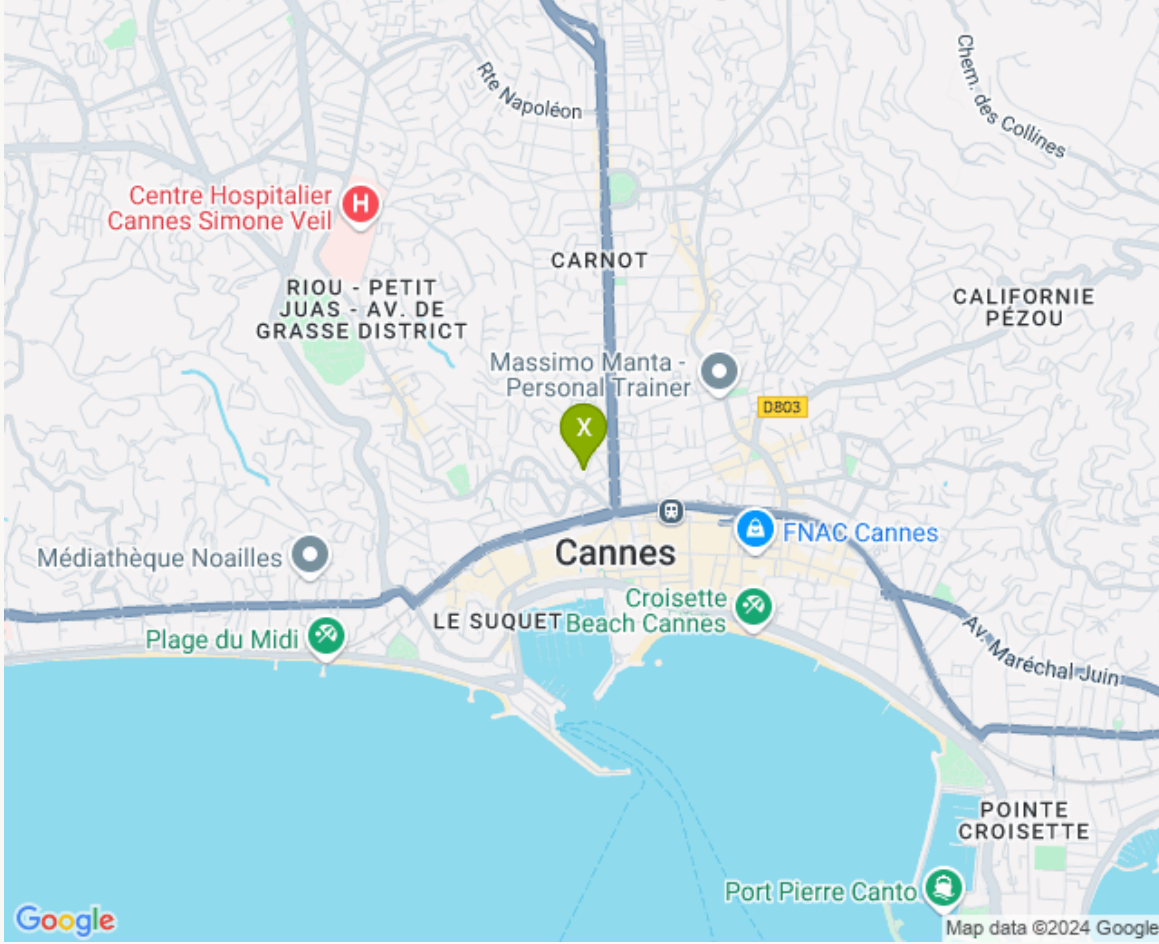 Rte Napoléon
Chem. des Collines
Centre Hospitalier
Cannes Simone Veil
H
CARNOT
RIOU - PETIT
JUAS - AV. DE
GRASSE DISTRICT
CALIFORNIE
PÉZOU
Massimo Manta -
Personal Trainer
D803
X
FNAC Cannes
Cannes
Médiathèque Noailles
Croisette
Beach Cannes
LE SUQUET
Plage du Midi
Av. Maréchal Juin
POINTE
CROISETTE
Port Pierre Canto
Google
Map data ©2024 Google